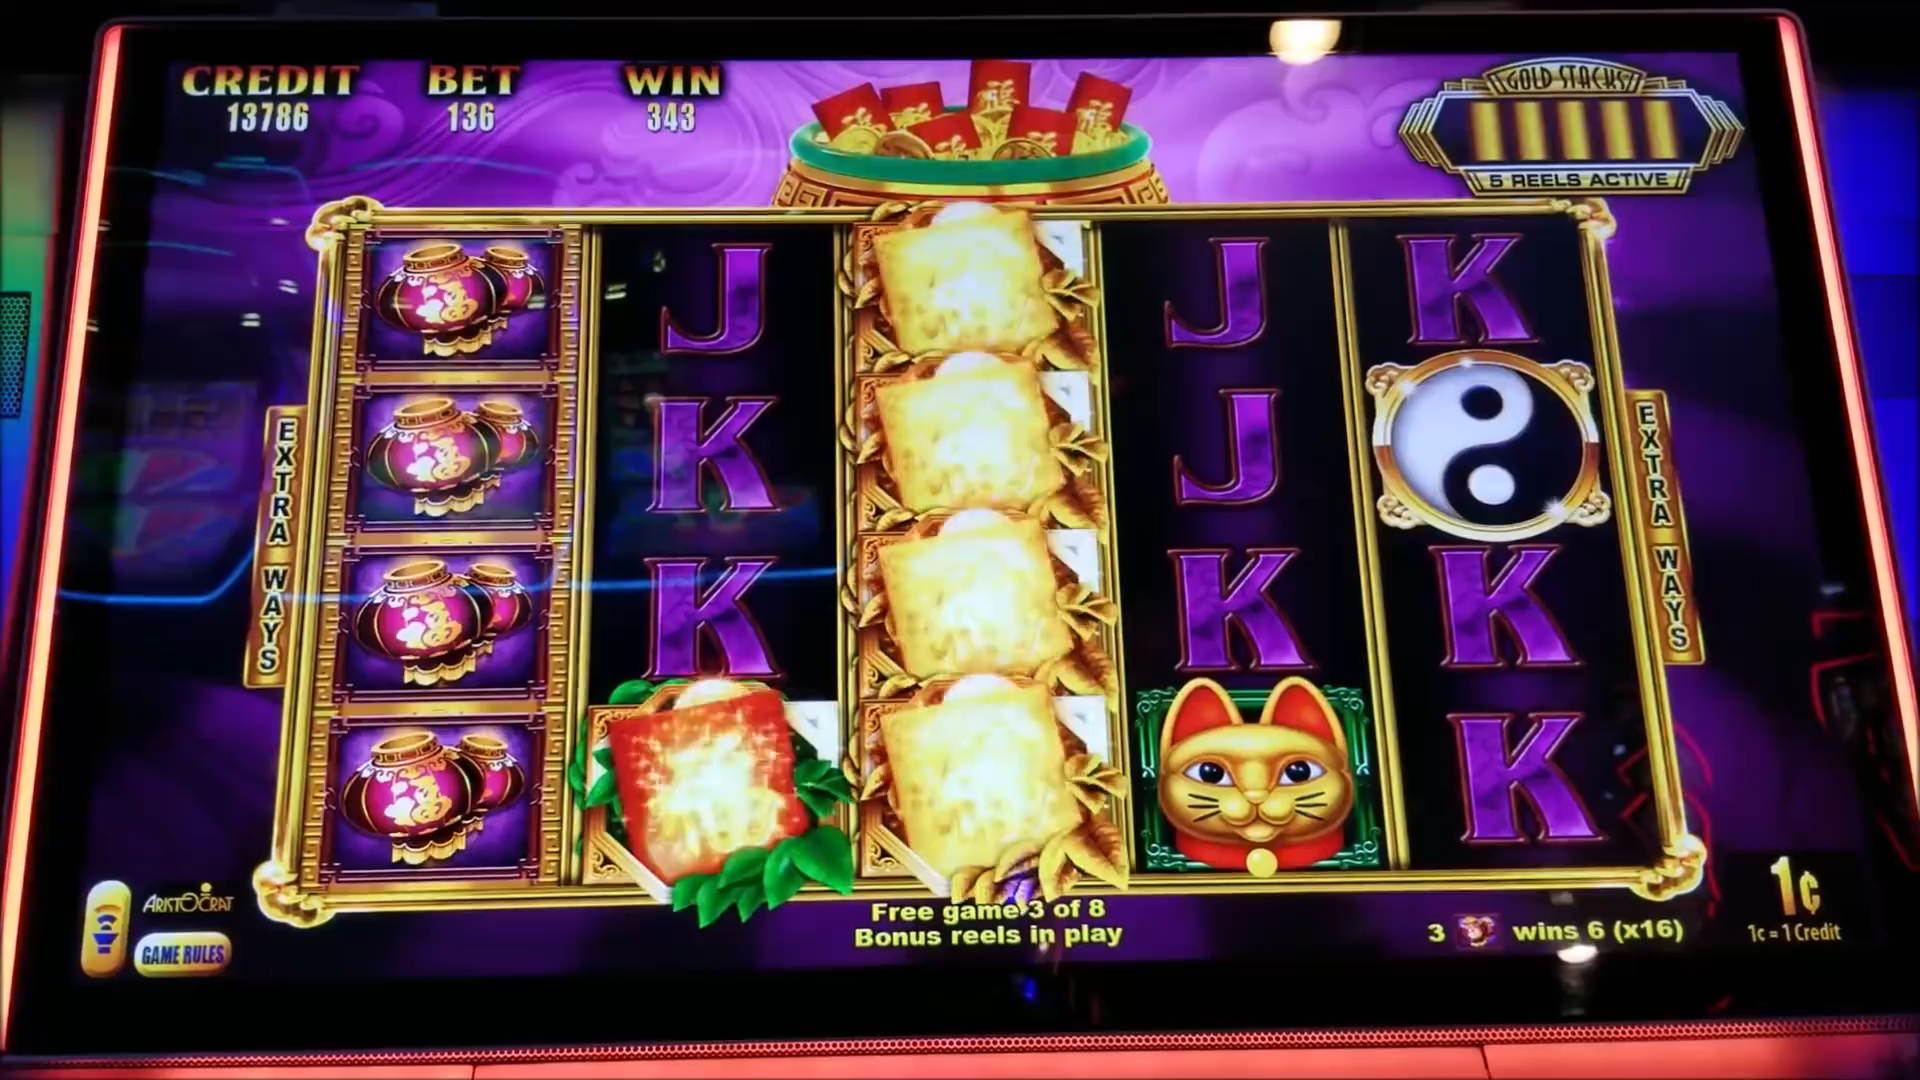 CREDIT
13786
BET
136
WIN
343
GOLD STACKS!
5 REELS ACTIVE
EXTRA WAYS
EXTRA WAYS
J
J
K
K
J
K
K
K
K
K
ARISTOCRAT
GAME RULES
Free game 3 of 8
Bonus reels in play
3 wins 6 (x16)
1¢
1c = 1 Credit